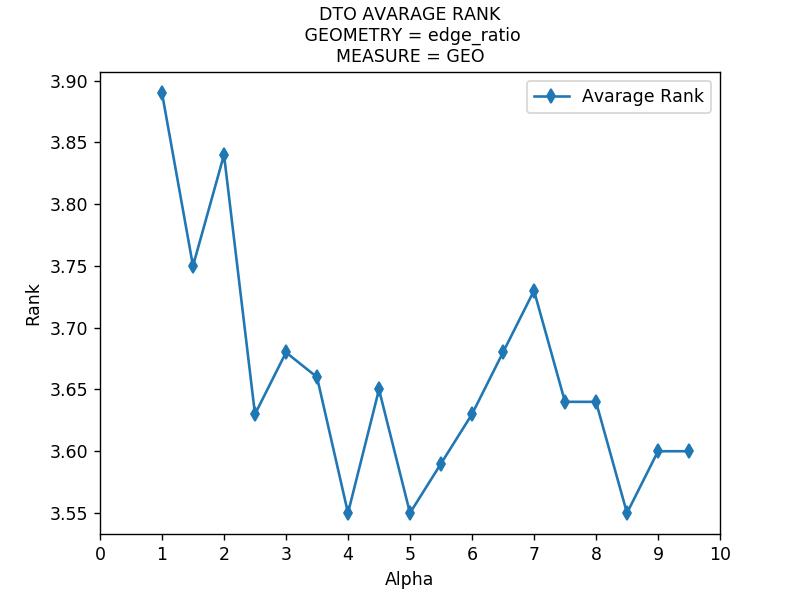 DTO AVARAGE RANK
GEOMETRY = edge_ratio
MEASURE = GEO
Avarage Rank
3.90
3.85
3.80
3.75
3.70
3.65
3.60
3.55
Rank
0 1 2 3 4 5 6 7 8 9 10
Alpha